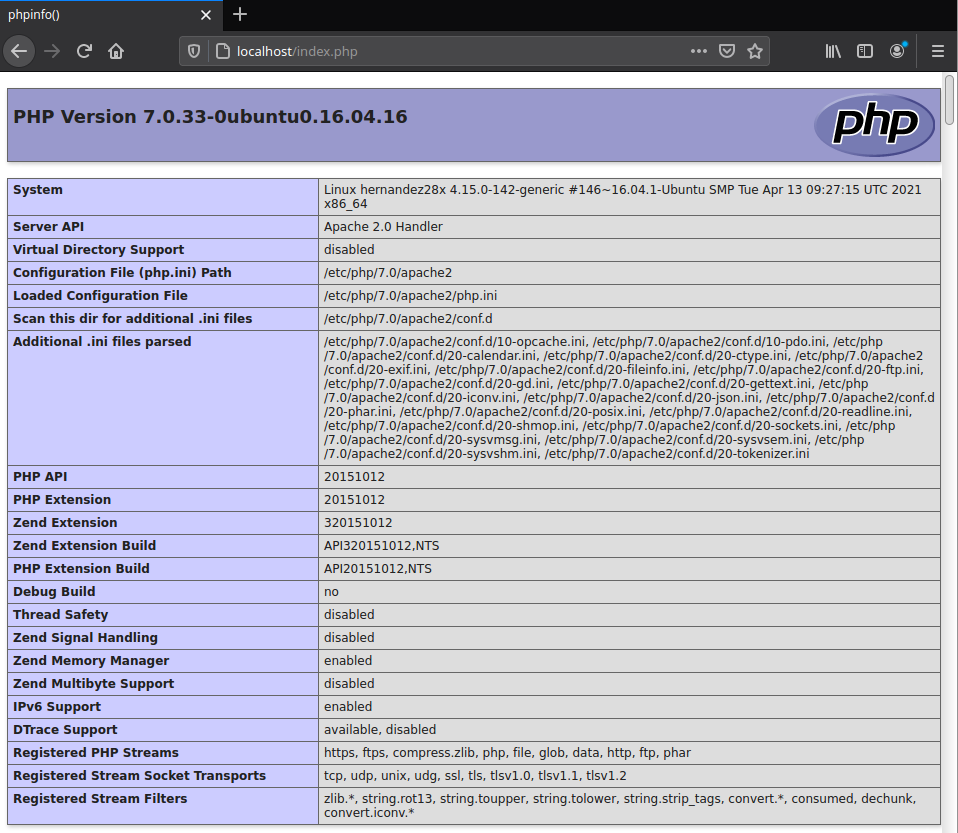 phpinfo()
localhost/index.php
PHP Version 7.0.33-0ubuntu0.16.04.16
php
System
Linux hernandez28x 4.15.0-142-generic #146~16.04.1-Ubuntu SMP Tue Apr 13 09:27:15 UTC 2021
x86_64
Server API
Apache 2.0 Handler
Virtual Directory Support
disabled
Configuration File (php.ini) Path
/etc/php/7.0/apache2
Loaded Configuration File
/etc/php/7.0/apache2/php.ini
Scan this dir for additional .ini files
/etc/php/7.0/apache2/conf.d
Additional .ini files parsed
/etc/php/7.0/apache2/conf.d/10-opcache.ini, /etc/php/7.0/apache2/conf.d/10-pdo.ini, /etc/php
/7.0/apache2/conf.d/20-calendar.ini, /etc/php/7.0/apache2/conf.d/20-ctype.ini, /etc/php/7.0/apache2
/conf.d/20-exif.ini, /etc/php/7.0/apache2/conf.d/20-fileinfo.ini, /etc/php/7.0/apache2/conf.d/20-ftp.ini,
/etc/php/7.0/apache2/conf.d/20-gd.ini, /etc/php/7.0/apache2/conf.d/20-gettext.ini, /etc/php
/7.0/apache2/conf.d/20-iconv.ini, /etc/php/7.0/apache2/conf.d/20-json.ini, /etc/php/7.0/apache2/conf.d
/20-phar.ini, /etc/php/7.0/apache2/conf.d/20-posix.ini, /etc/php/7.0/apache2/conf.d/20-readline.ini,
/etc/php/7.0/apache2/conf.d/20-shmop.ini, /etc/php/7.0/apache2/conf.d/20-sockets.ini, /etc/php
/7.0/apache2/conf.d/20-sysvmsg.ini, /etc/php/7.0/apache2/conf.d/20-sysvsem.ini, /etc/php
/7.0/apache2/conf.d/20-sysvshm.ini, /etc/php/7.0/apache2/conf.d/20-tokenizer.ini
PHP API
20151012
PHP Extension
20151012
Zend Extension
320151012
Zend Extension Build
API320151012,NTS
PHP Extension Build
API20151012,NTS
Debug Build
no
Thread Safety
disabled
Zend Signal Handling
disabled
Zend Memory Manager
enabled
Zend Multibyte Support
disabled
IPv6 Support
enabled
DTrace Support
available, disabled
Registered PHP Streams
https, ftps, compress.zlib, php, file, glob, data, http, ftp, phar
Registered Stream Socket Transports
tcp, udp, unix, udg, ssl, tls, tlsv1.0, tlsv1.1, tlsv1.2
Registered Stream Filters
zlib.*, string.rot13, string.toupper, string.tolower, string.strip_tags, convert.*, consumed, dechunk,
convert.iconv.*